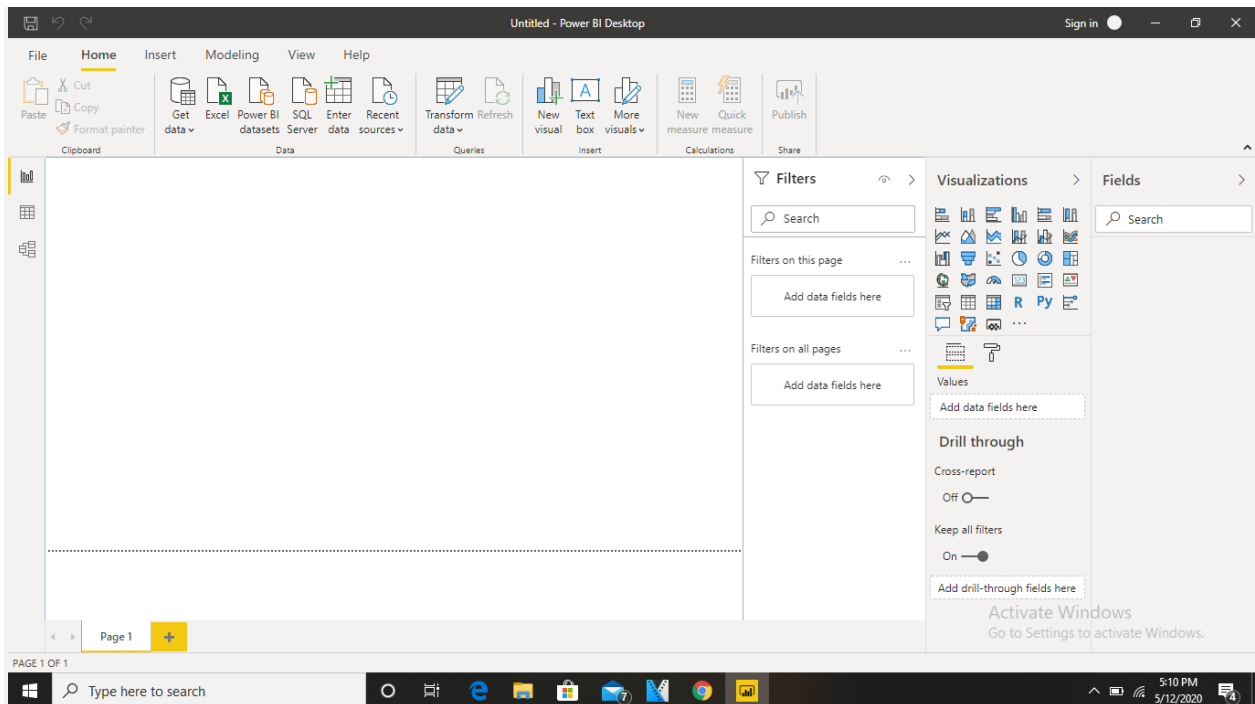 Untitled - Power BI Desktop
Sign in
File Home Insert Modeling View Help
Paste
Cut
Copy
Format painter
Clipboard
Get data
Excel
Power BI datasets
SQL Server
Enter data
Recent sources
Data
Transform data
Refresh
Queries
New visual
Text box
A
More visuals
Insert
New measure
Quick measure
Calculations
Publish
Share
Filters
Search
Filters on this page
...
Add data fields here
Filters on all pages
...
Add data fields here
Visualizations
123
R Py
...
Values
Add data fields here
Drill through
Cross-report
Off
Keep all filters
On
Add drill-through fields here
Fields
Search
Activate Windows
Go to Settings to activate Windows.
Page 1 +
PAGE 1 OF 1
Type here to search
7
5:10 PM
5/12/2020
4